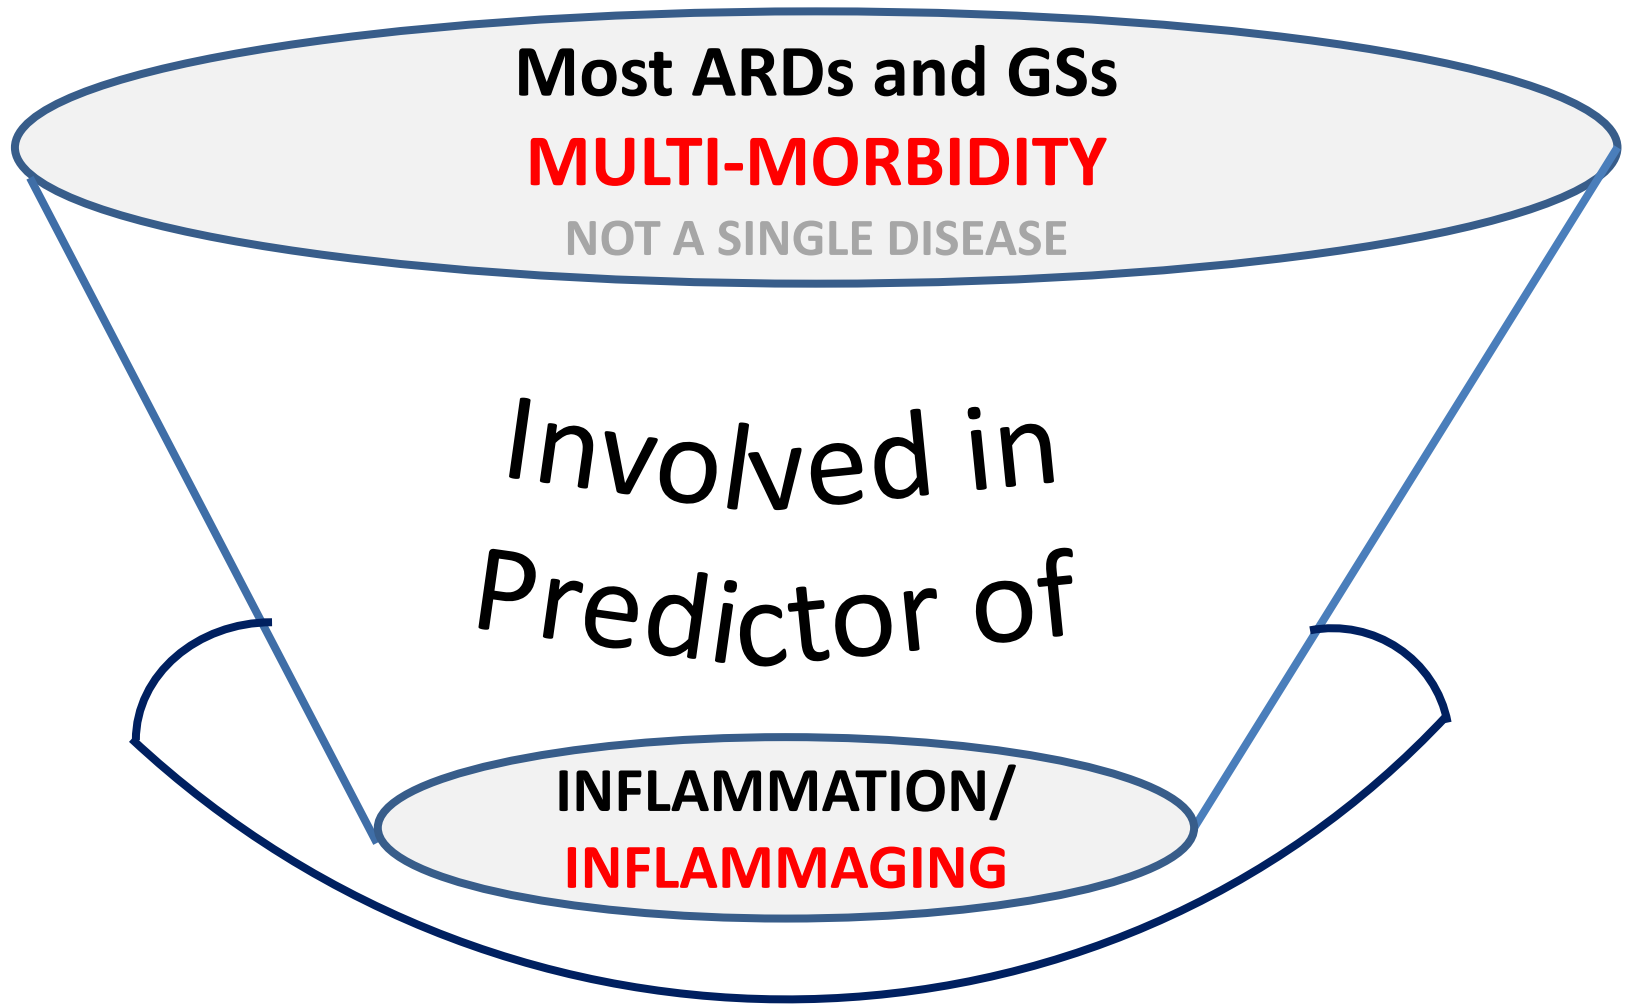 Most ARDs and GSs
MULTI-MORBIDITY
NOT A SINGLE DISEASE
Involved in
Predictor of
INFLAMMATION/
INFLAMMAGING